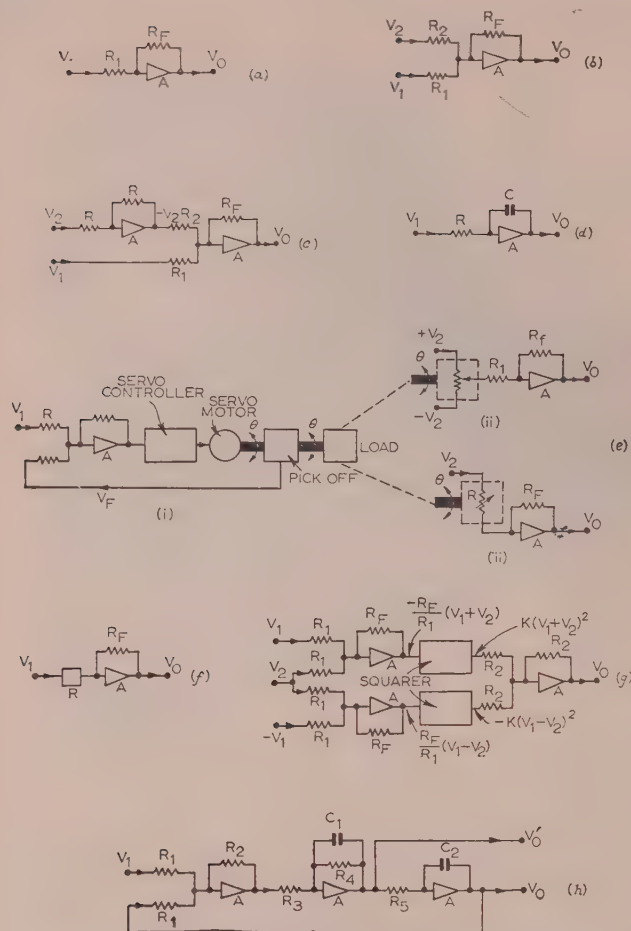 V. R1 RF A V0 (a)
V2 R2 RF V0 (b)
V1 R1 A
V2 R R A -V2 R2 RF A V0 (c)
V1 R1
V1 R C A V0 (d)
V1 R A SERVO CONTROLLER SERVO MOTOR θ θ LOAD
PICK OFF
VF
(i)
+V2 θ R1 Rf A V0
-V2 (ii)
(e)
V2 θ R RF A V0
(ii)
V1 R RF A V0 (f)
V1 R1 RF A -RF/R1 (V1+V2) K(V1+V2)² R2 R2
V2 R1 R1 SQUARER A V0 (g)
-V1 R1 A RF RF/R1 (V1-V2) R2 -K(V1-V2)²
V1 R1 R2 A R3 C1 R4 A V0'
R1 R5 C2 A V0 (h)